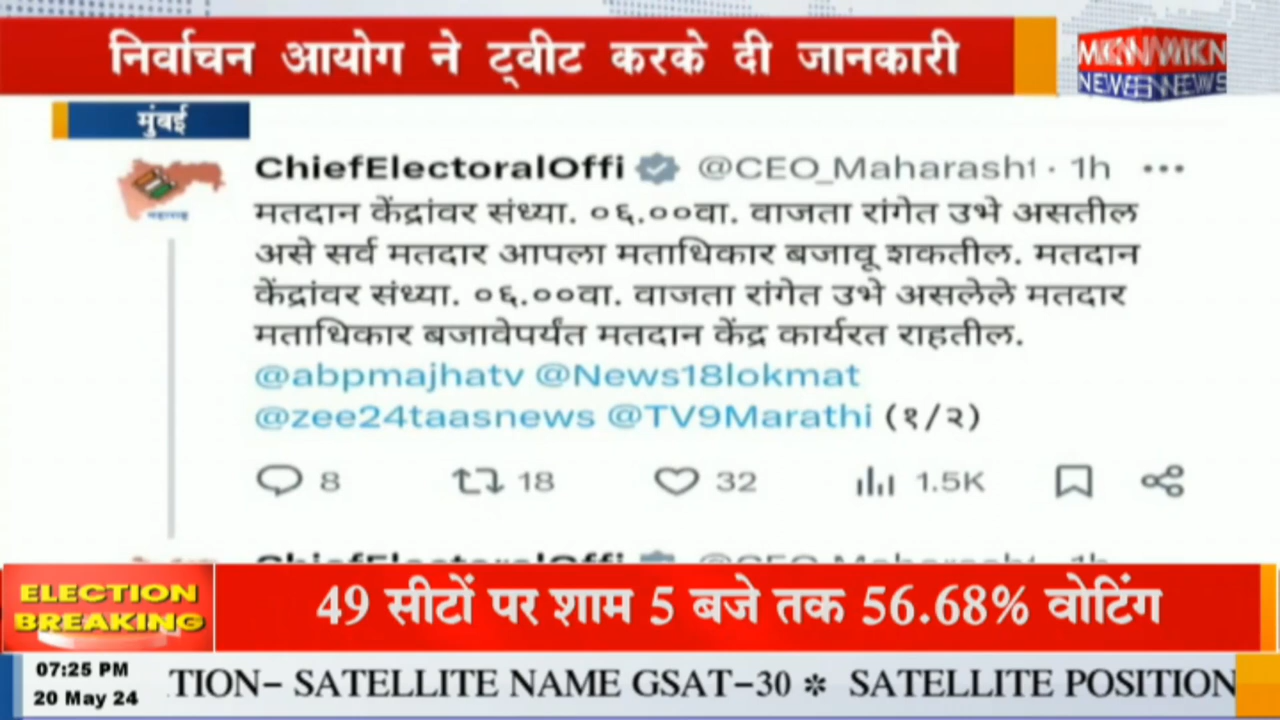 निर्वाचन आयोग ने ट्वीट करके दी जानकारी
मुंबई
ChiefElectoralOffi @CEO_Maharasht · 1h
मतदान केंद्रांवर संध्या. ०६.००वा. वाजता रांगेत उभे असतील
असे सर्व मतदार आपला मताधिकार बजावू शकतील. मतदान
केंद्रांवर संध्या. ०६.००वा. वाजता रांगेत उभे असलेले मतदार
मताधिकार बजावेपर्यंत मतदान केंद्र कार्यरत राहतील.
@abpmajhatv @News18lokmat
@zee24taasnews @TV9Marathi (१/२)
8 18 32 1.5K
ChiefElectoralOffi 1h
ELECTION
BREAKING
49 सीटों पर शाम 5 बजे तक 56.68% वोटिंग
07:25 PM
20 May 24
TION- SATELLITE NAME GSAT-30 * SATELLITE POSITION